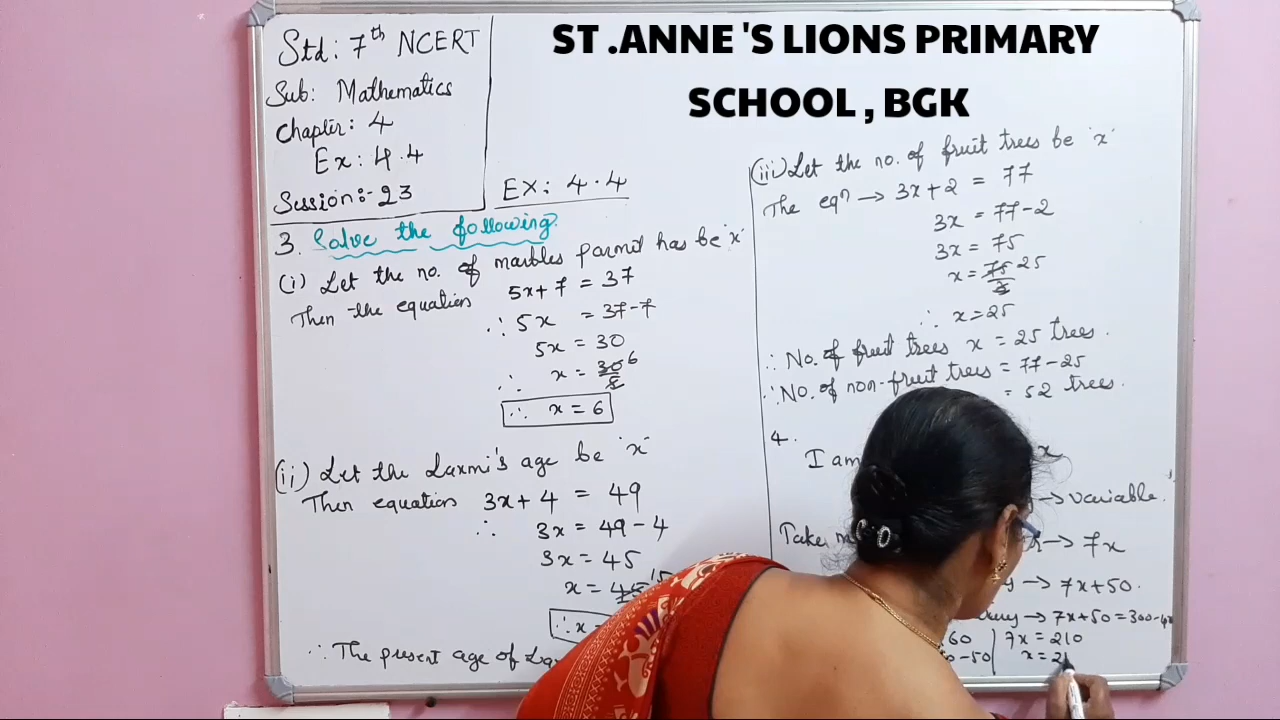 ST .ANNE 'S LIONS PRIMARY
SCHOOL , BGK
Std: 7th NCERT
Sub: Mathematics
Chapter: 4
Ex: 4.4
Session:-23
EX: 4.4
3. Solve the following.
(i) Let the no. of marbles parmit has be 'x'
Then the equation 5x+7 = 37
∴ 5x = 37-7
5x = 30
∴ x = 30/5 6
∴ x = 6
(ii) Let the Laxmi's age be 'x'
Then equation 3x+4 = 49
∴ 3x = 49-4
3x = 45
x = 45 15
∴ x =
∴ The present age of
(iii) Let the no. of fruit trees be 'x'
The eqn → 3x+2 = 77
3x = 77-2
3x = 75
x = 75/3 25
∴ x = 25
∴ No. of fruit trees x = 25 trees.
∴ No. of non-fruit trees = 77-25
= 52 trees.
4.
I am x
→ variable.
Take → 7x
→ 7x+50.
→ 7x+50 = 300-40
60 | 7x = 210
-50 | x = 2